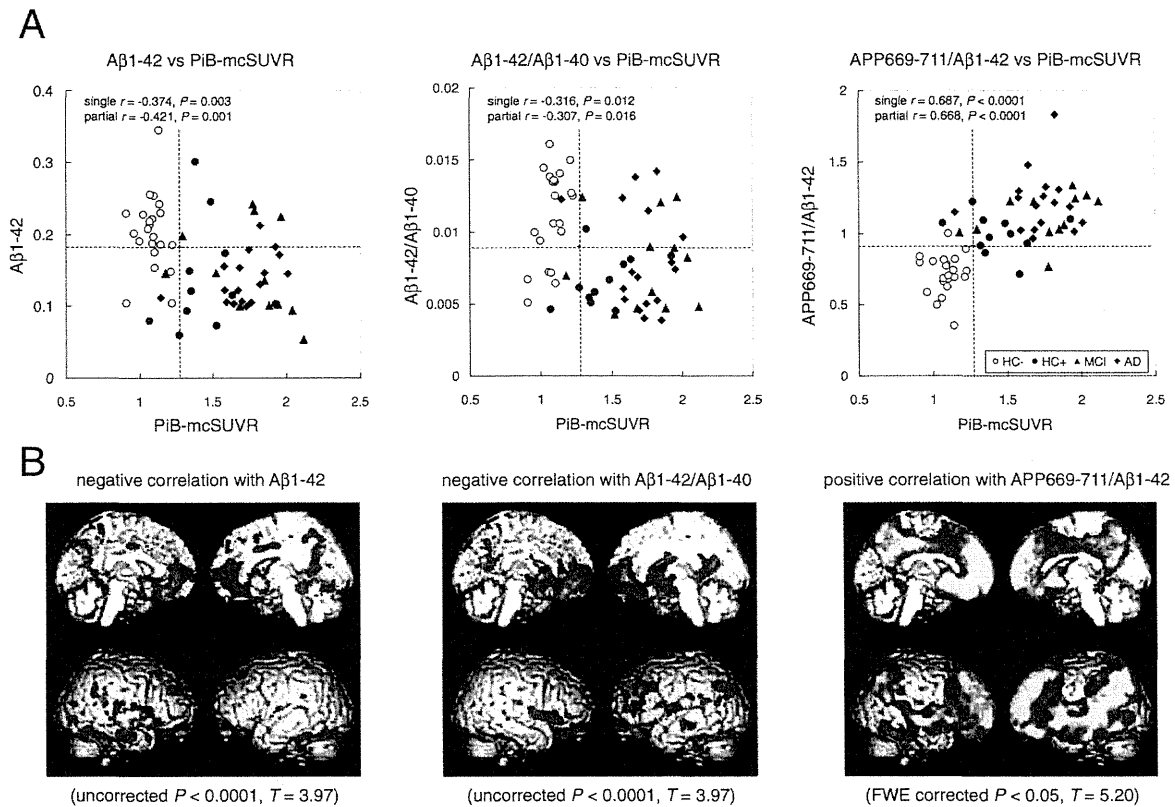 A
Aβ1-42 vs PiB-mcSUVR
single r = -0.374, P = 0.003
partial r = -0.421, P = 0.001
0.4
0.3
0.2
0.1
0
Aβ1-42
0.5
1
1.5
2
2.5
PiB-mcSUVR
Aβ1-42/Aβ1-40 vs PiB-mcSUVR
single r = -0.316, P = 0.012
partial r = -0.307, P = 0.016
0.02
0.015
0.01
0.005
0
Aβ1-42/Aβ1-40
0.5
1
1.5
2
2.5
PiB-mcSUVR
APP669-711/Aβ1-42 vs PiB-mcSUVR
single r = 0.687, P < 0.0001
partial r = 0.668, P < 0.0001
2
1.5
1
0.5
0
APP669-711/Aβ1-42
HC- HC+ MCI AD
0.5
1
1.5
2
2.5
PiB-mcSUVR
B
negative correlation with Aβ1-42
negative correlation with Aβ1-42/Aβ1-40
positive correlation with APP669-711/Aβ1-42
(uncorrected P < 0.0001, T = 3.97)
(uncorrected P < 0.0001, T = 3.97)
(FWE corrected P < 0.05, T = 5.20)